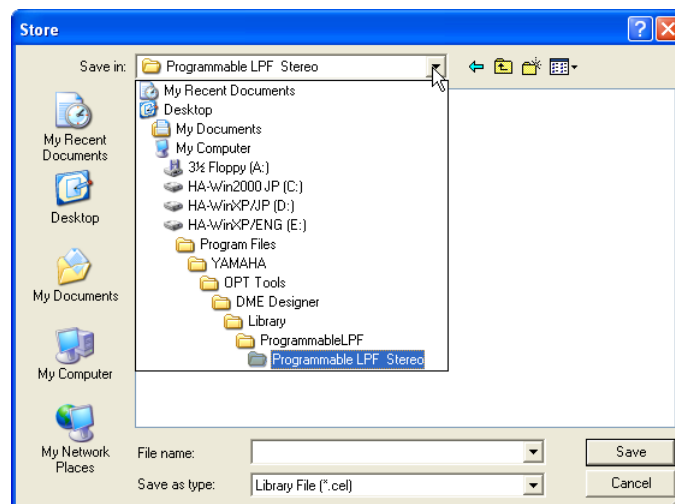 Store
Save in: Programmable LPF  Stereo
My Recent Documents
Desktop
My Documents
My Computer
3½ Floppy (A:)
HA-Win2000 JP (C:)
HA-WinXP/JP (D:)
HA-WinXP/ENG (E:)
Program Files
YAMAHA
OPT Tools
DME Designer
Library
ProgrammableLPF
Programmable LPF  Stereo
My Recent
Documents
Desktop
My Documents
My Computer
My Network
Places
File name:
Save
Save as type: Library File (*.cel)
Cancel